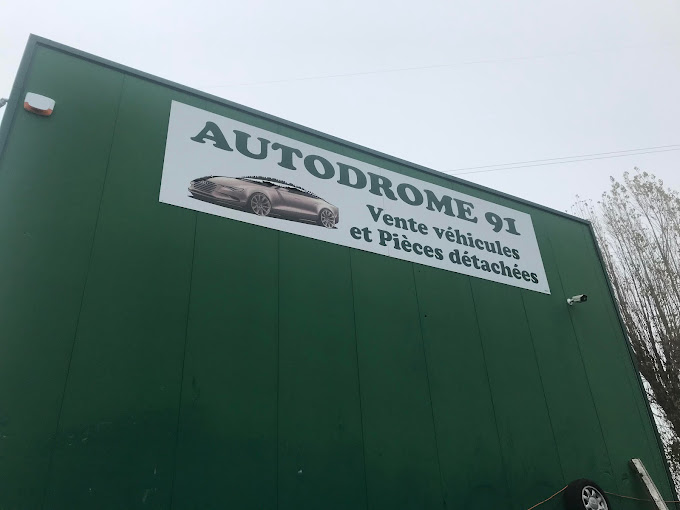 AUTODROME 91
Vente véhicules
et Pièces détachées